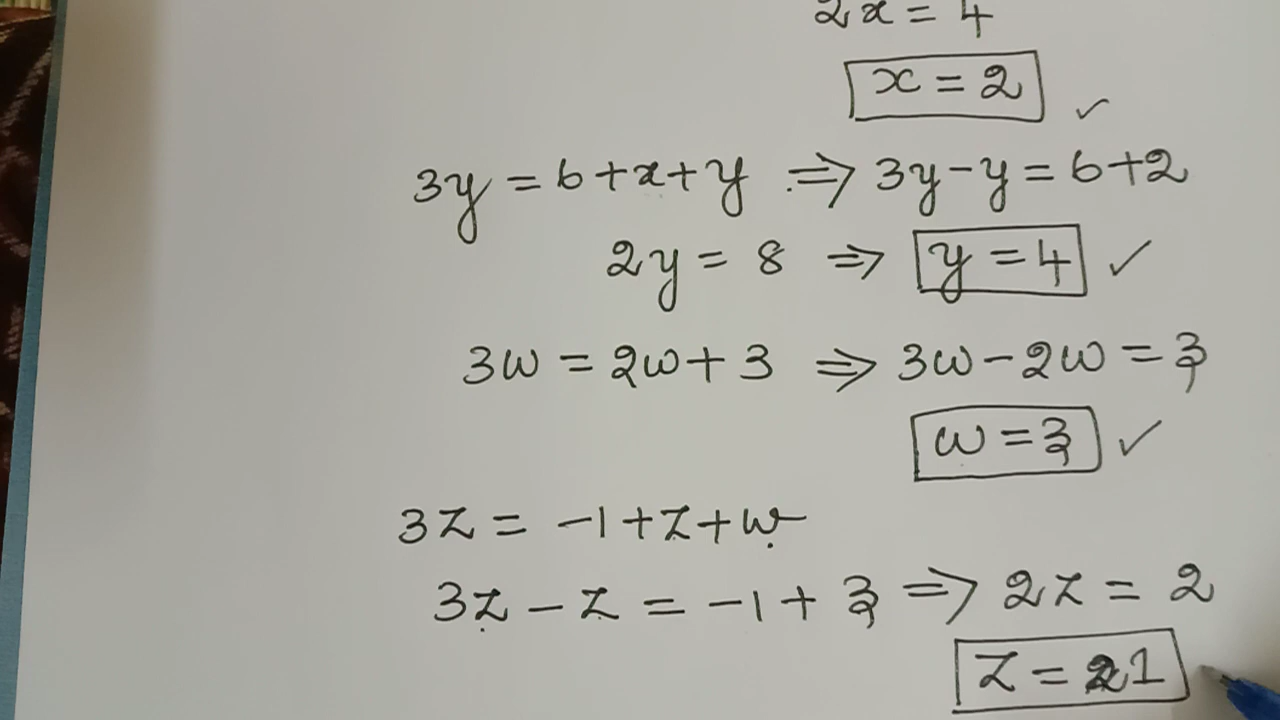 2x = 4
x = 2 ✓
3y = 6+x+y ⇒ 3y-y = 6+2
2y = 8 ⇒ y = 4 ✓
3w = 2w+3 ⇒ 3w-2w = 3
w = 3 ✓
3z = -1+z+w
3z - z = -1+3 ⇒ 2z = 2
z = 1